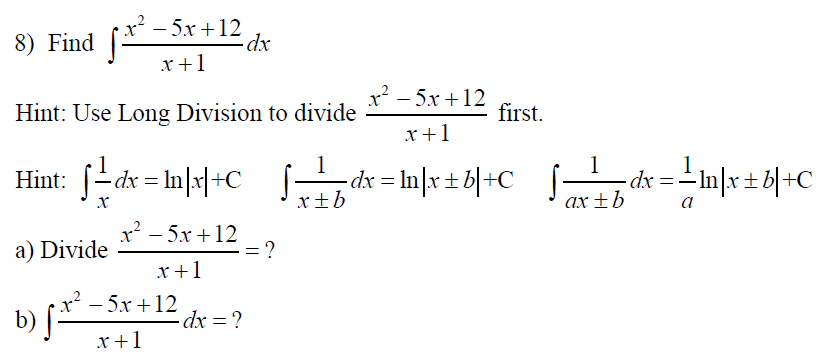 8) Find ∫ (x² − 5x + 12)/(x + 1) dx
Hint: Use Long Division to divide (x² − 5x + 12)/(x + 1) first.
Hint: ∫ 1/x dx = ln|x|+C ∫ 1/(x ± b) dx = ln|x ± b|+C ∫ 1/(ax ± b) dx = 1/a ln|x ± b|+C
a) Divide (x² − 5x + 12)/(x + 1) = ?
b) ∫ (x² − 5x + 12)/(x + 1) dx = ?